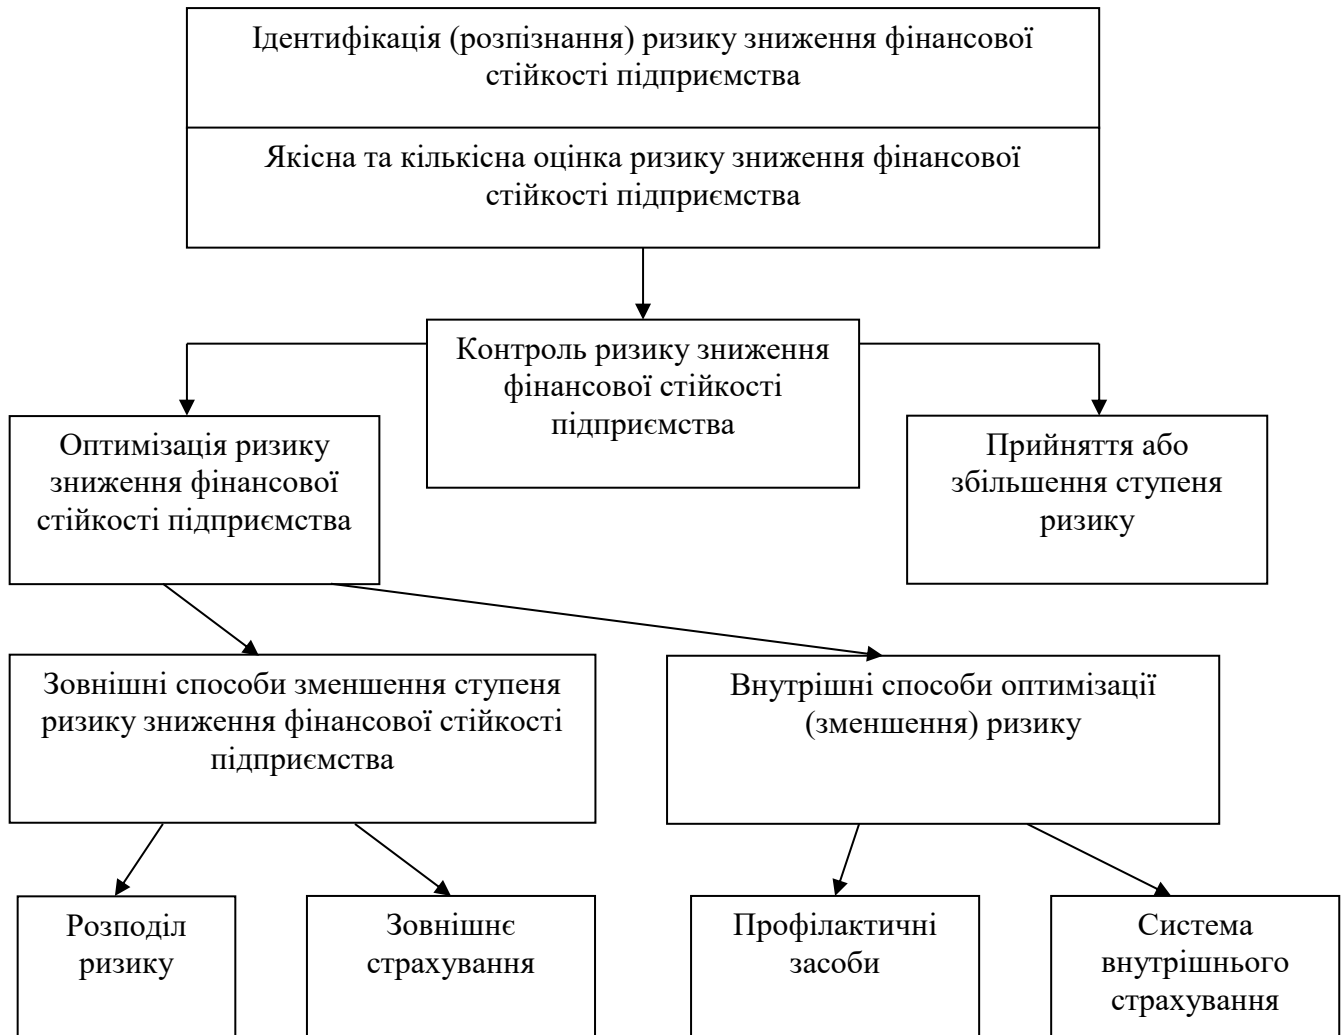 Ідентифікація (розпізнання) ризику зниження фінансової
стійкості підприємства
Якісна та кількісна оцінка ризику зниження фінансової
стійкості підприємства
Контроль ризику зниження
фінансової стійкості
підприємства
Оптимізація ризику
зниження фінансової
стійкості підприємства
Прийняття або
збільшення ступеня
ризику
Зовнішні способи зменшення ступеня
ризику зниження фінансової стійкості
підприємства
Внутрішні способи оптимізації
(зменшення) ризику
Розподіл
ризику
Зовнішнє
страхування
Профілактичні
засоби
Система
внутрішнього
страхування